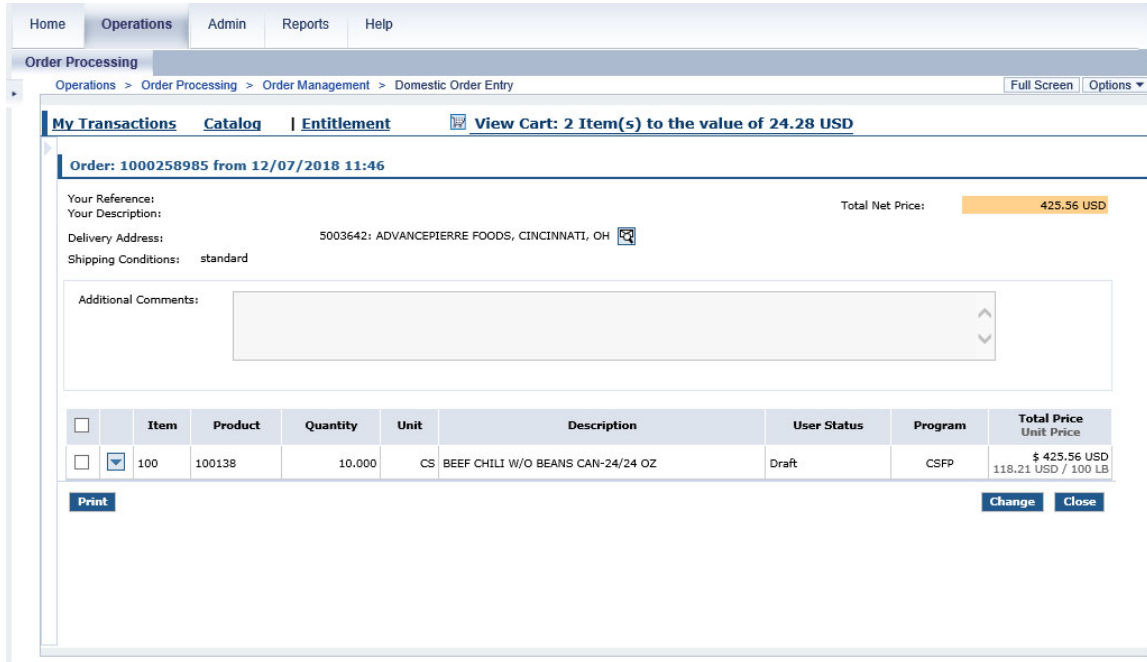 Home Operations Admin Reports Help
Order Processing
Operations > Order Processing > Order Management > Domestic Order Entry Full Screen Options
My Transactions Catalog | Entitlement View Cart: 2 Item(s) to the value of 24.28 USD
Order: 1000258985 from 12/07/2018 11:46
Your Reference:
Your Description:
Total Net Price: 425.56 USD
Delivery Address: 5003642: ADVANCEPIERRE FOODS, CINCINNATI, OH
Shipping Conditions: standard
Additional Comments:
Item Product Quantity Unit Description User Status Program Total Price
Unit Price
100 100138 10.000 CS BEEF CHILI W/O BEANS CAN-24/24 OZ Draft CSFP $ 425.56 USD
118.21 USD / 100 LB
Print Change Close